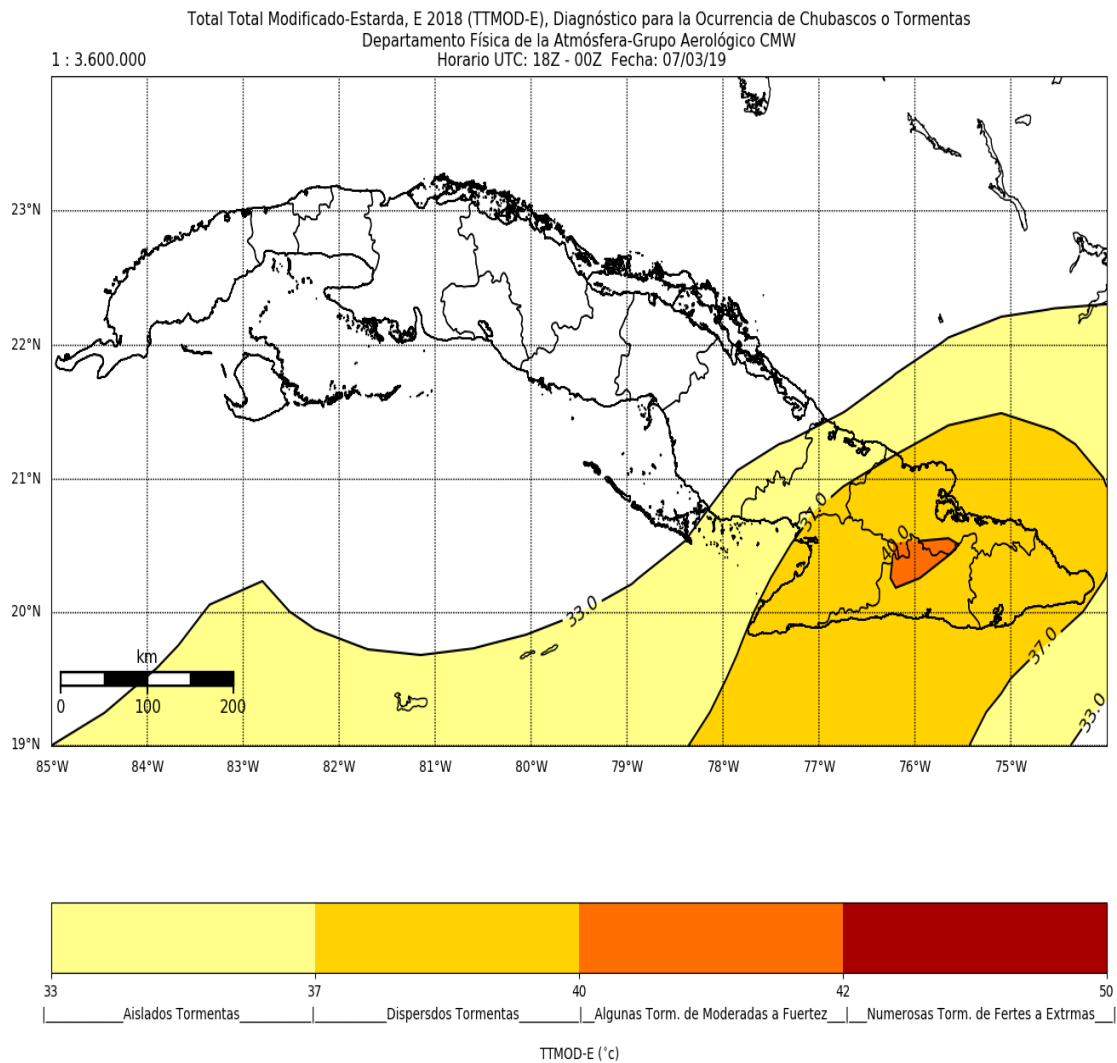 Total Total Modificado-Estarda, E 2018 (TTMOD-E), Diagnóstico para la Ocurrencia de Chubascos o Tormentas
Departamento Física de la Atmósfera-Grupo Aerológico CMW
1 : 3.600.000
Horario UTC: 18Z - 00Z Fecha: 07/03/19
23°N
22°N
21°N
37.0
40.0
20°N
33.0
37.0
km
0 100 200
33.0
19°N
85°W 84°W 83°W 82°W 81°W 80°W 79°W 78°W 77°W 76°W 75°W
33 37 40 42 50
|____________Aislados Tormentas___________|__________Dispersdos Tormentas_________|__Algunas Torm. de Moderadas a Fuertez___|___Numerosas Torm. de Fertes a Extrmas___|
TTMOD-E (°c)